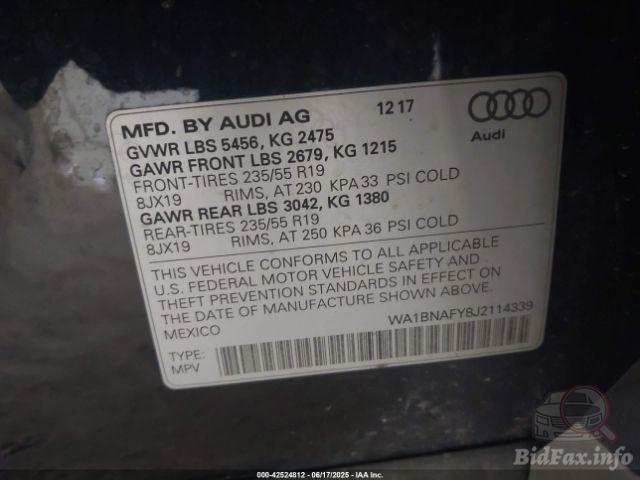 MFD. BY AUDI AG 12 17
GVWR LBS 5456, KG 2475
GAWR FRONT LBS 2679, KG 1215
FRONT-TIRES 235/55 R19
8JX19 RIMS, AT 230 KPA 33 PSI COLD
GAWR REAR LBS 3042, KG 1380
REAR-TIRES 235/55 R19
8JX19 RIMS, AT 250 KPA 36 PSI COLD
Audi
THIS VEHICLE CONFORMS TO ALL APPLICABLE
U.S. FEDERAL MOTOR VEHICLE SAFETY AND
THEFT PREVENTION STANDARDS IN EFFECT ON
THE DATE OF MANUFACTURE SHOWN ABOVE.
MEXICO
WA1BNAFY8J2114339
TYPE:
MPV
BidFax.info
000-42524812 - 06/17/2025 - IAA Inc.